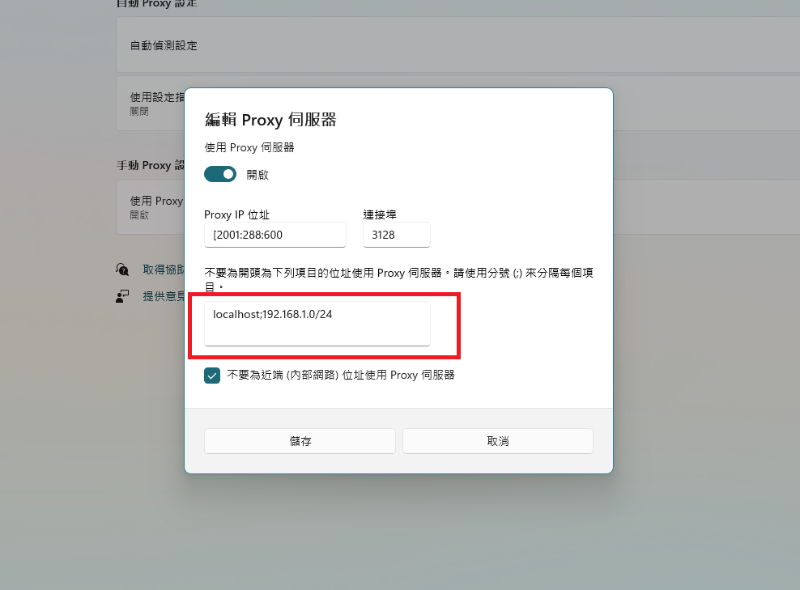 自動 Proxy 設定
自動偵測設定
使用設定指
關閉
手動 Proxy 設
使用 Proxy
開啟
取得協助
提供意見
編輯 Proxy 伺服器
使用 Proxy 伺服器
開啟
Proxy IP 位址
連接埠
[2001:288:600
3128
不要為開頭為下列項目的位址使用 Proxy 伺服器。請使用分號 (;) 來分隔每個項
目。
localhost;192.168.1.0/24
不要為近端 (內部網路) 位址使用 Proxy 伺服器
儲存
取消